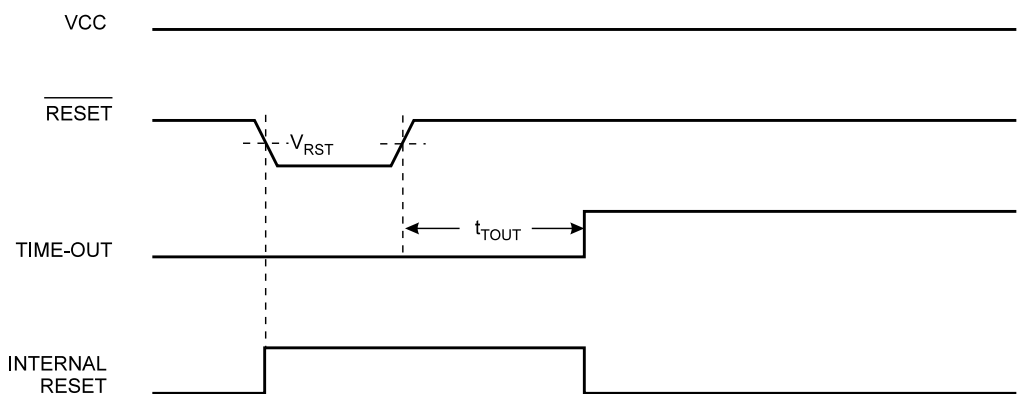 VCC
RESET
VRST
tTOUT
TIME-OUT
INTERNAL
RESET